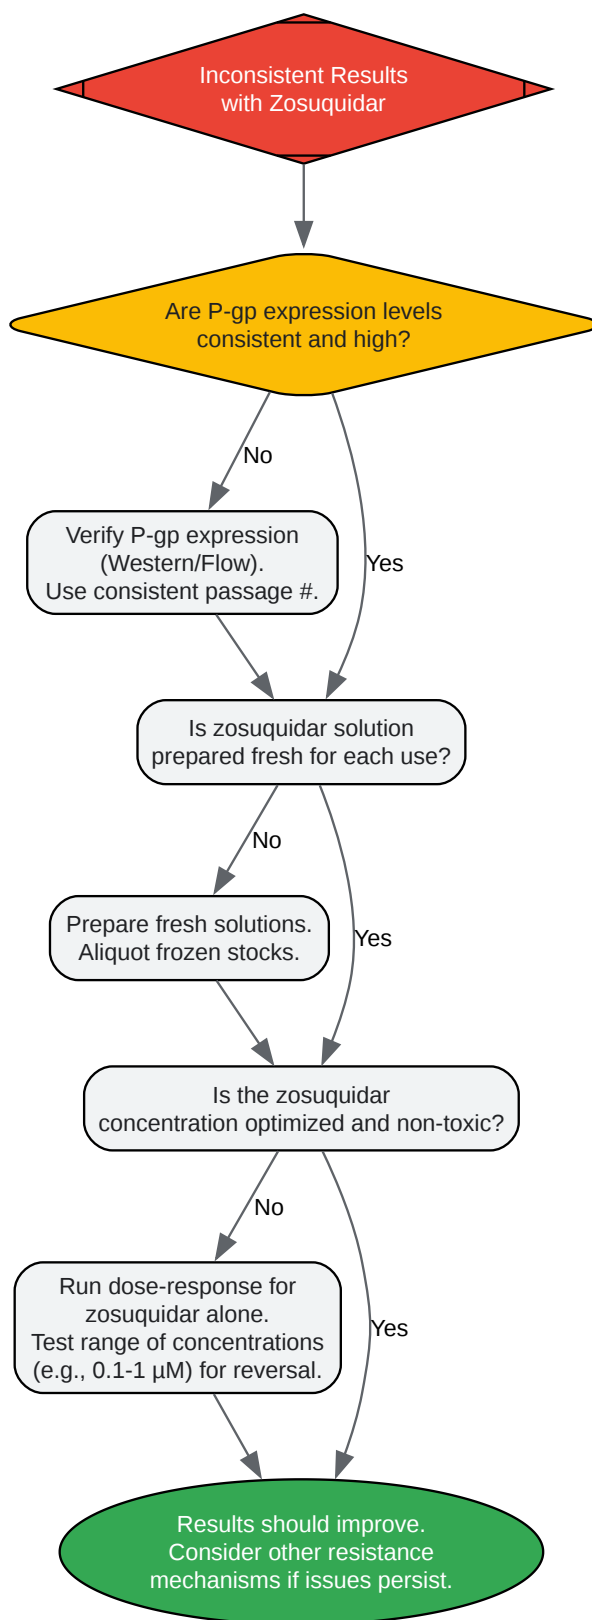 Inconsistent Results
with Zosuquidar
Are P-gp expression levels
consistent and high?
No
Yes
Verify P-gp expression
(Western/Flow).
Use consistent passage #.
Is zosuquidar solution
prepared fresh for each use?
No
Yes
Prepare fresh solutions.
Aliquot frozen stocks.
Is the zosuquidar
concentration optimized and non-toxic?
No
Yes
Run dose-response for
zosuquidar alone.
Test range of concentrations
(e.g., 0.1-1 µM) for reversal.
Results should improve.
Consider other resistance
mechanisms if issues persist.